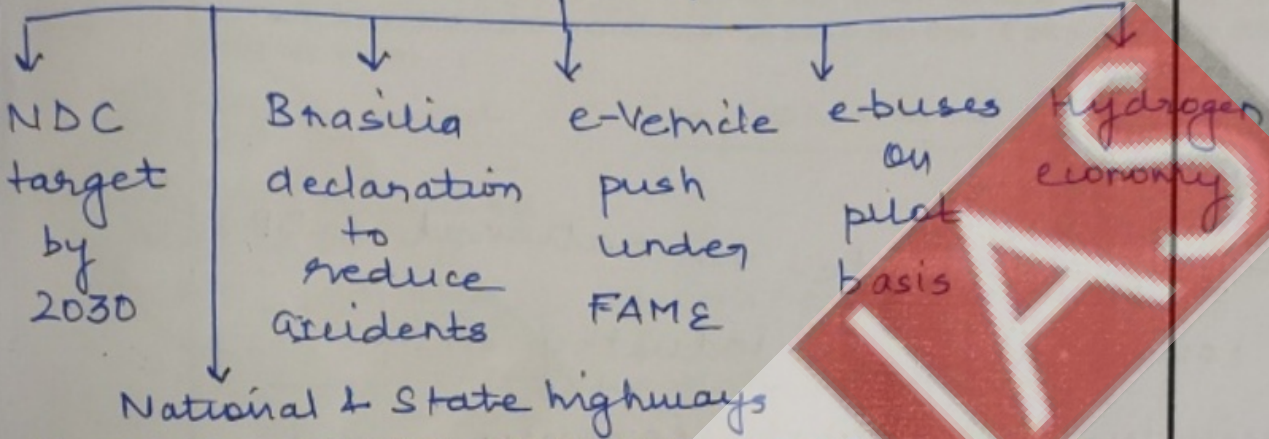 NDC
target
by
2030
Brasilia
declaration
to
reduce
accidents
e-Vehicle
push
under
FAME
e-buses
on
pilot
basis
Hydrogen
economy
National & State highways
IAS